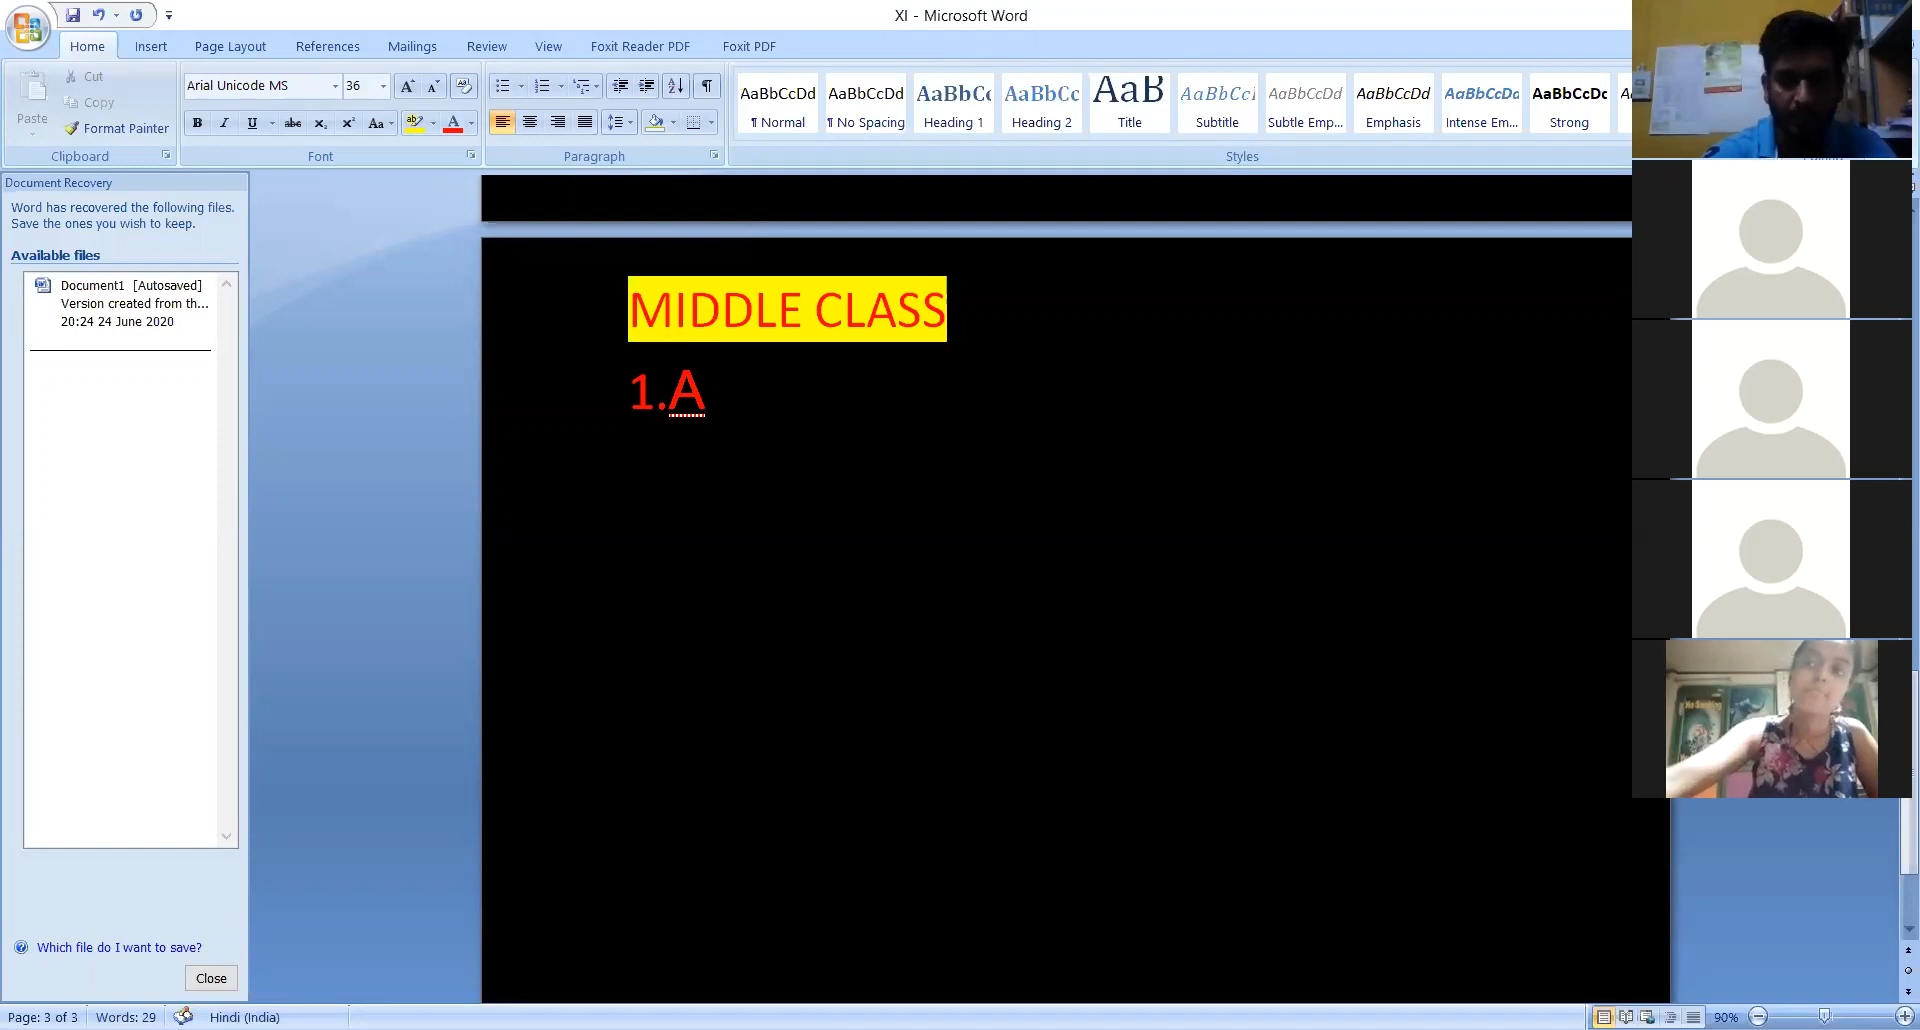 XI - Microsoft Word
Home Insert Page Layout References Mailings Review View Foxit Reader PDF Foxit PDF
Paste
Cut
Copy
Format Painter
Clipboard
Arial Unicode MS 36
Font
Paragraph
AaBbCcDd AaBbCcDd AaBbCc AaBbCc AaB AaBbCcI AaBbCcDd AaBbCcDd AaBbCcDd AaBbCcDc
¶ Normal ¶ No Spacing Heading 1 Heading 2 Title Subtitle Subtle Emp... Emphasis Intense Em... Strong
Styles
Document Recovery
Word has recovered the following files.
Save the ones you wish to keep.
Available files
Document1 [Autosaved]
Version created from th...
20:24 24 June 2020
Which file do I want to save?
Close
MIDDLE CLASS
1.A
No Smoking
Page: 3 of 3 Words: 29 Hindi (India) 90%